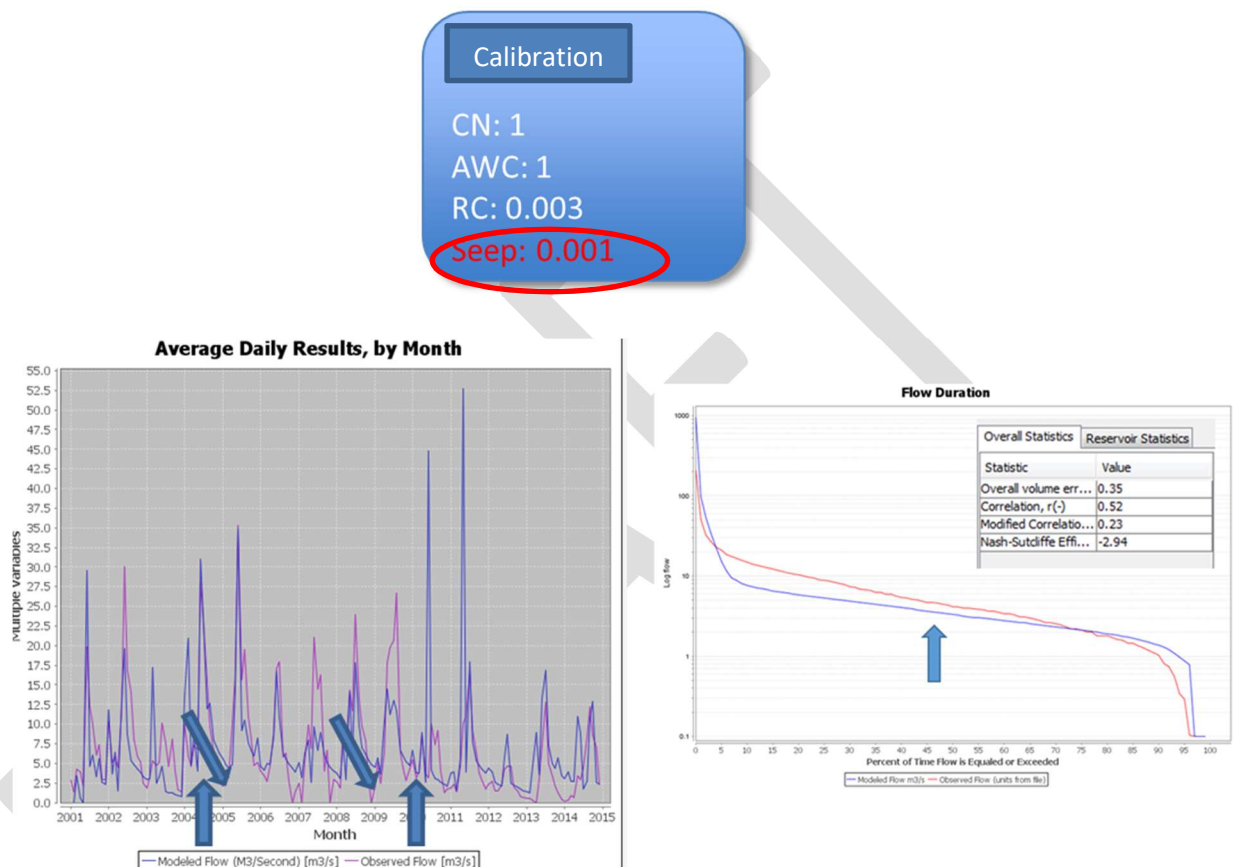 Calibration
CN: 1
AWC: 1
RC: 0.003
Seep: 0.001
Average Daily Results, by Month
55.0
52.5
50.0
47.5
45.0
42.5
40.0
37.5
35.0
32.5
30.0
27.5
25.0
22.5
20.0
17.5
15.0
12.5
10.0
7.5
5.0
2.5
0.0
Multiple Variables
2001 2002 2003 2004 2005 2006 2007 2008 2009 2011 2012 2013 2014 2015
Month
Modeled Flow (M3/Second) [m3/s] Observed Flow [m3/s]
Flow Duration
1000
100
10
1
0.1
Log flow
Overall Statistics Reservoir Statistics
Statistic Value
Overall volume err... 0.35
Correlation, r(-) 0.52
Modified Correlatio... 0.23
Nash-Sutcliffe Effi... -2.94
0 5 10 15 20 25 30 35 40 45 50 55 60 65 70 75 80 85 90 95 100
Percent of Time Flow is Equaled or Exceeded
Modeled Flow m3/s Observed Flow (units from file)